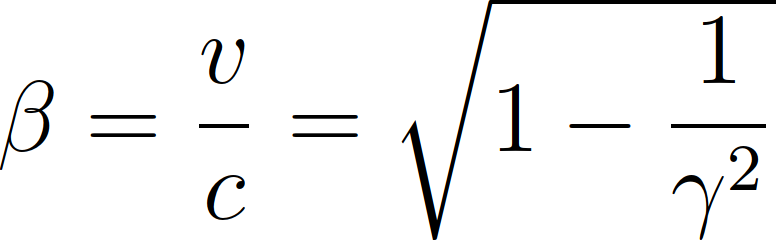 β = v/c = √(1 − 1/γ²)